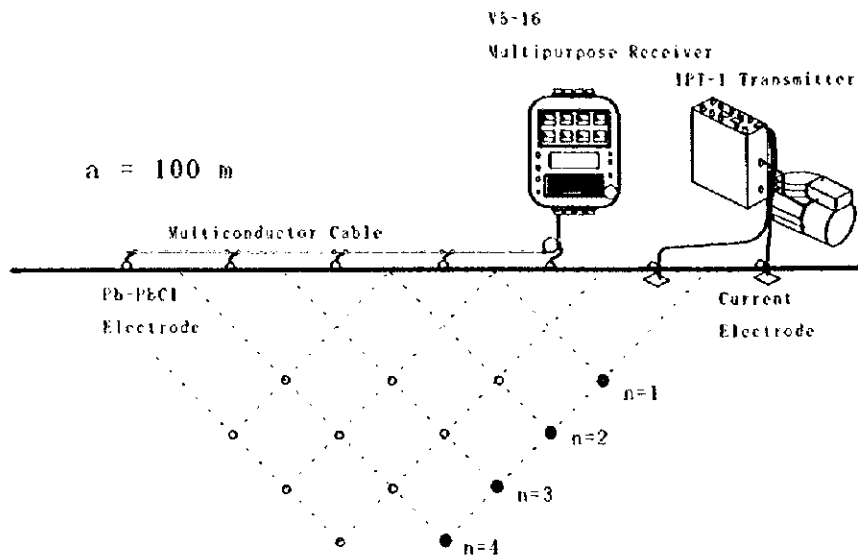 V5-16
Multipurpose Receiver
IPT-1 Transmitter
a = 100 m
Multiconductor Cable
Pb-PbCl
Electrode
Current
Electrode
n=1
n=2
n=3
n=4